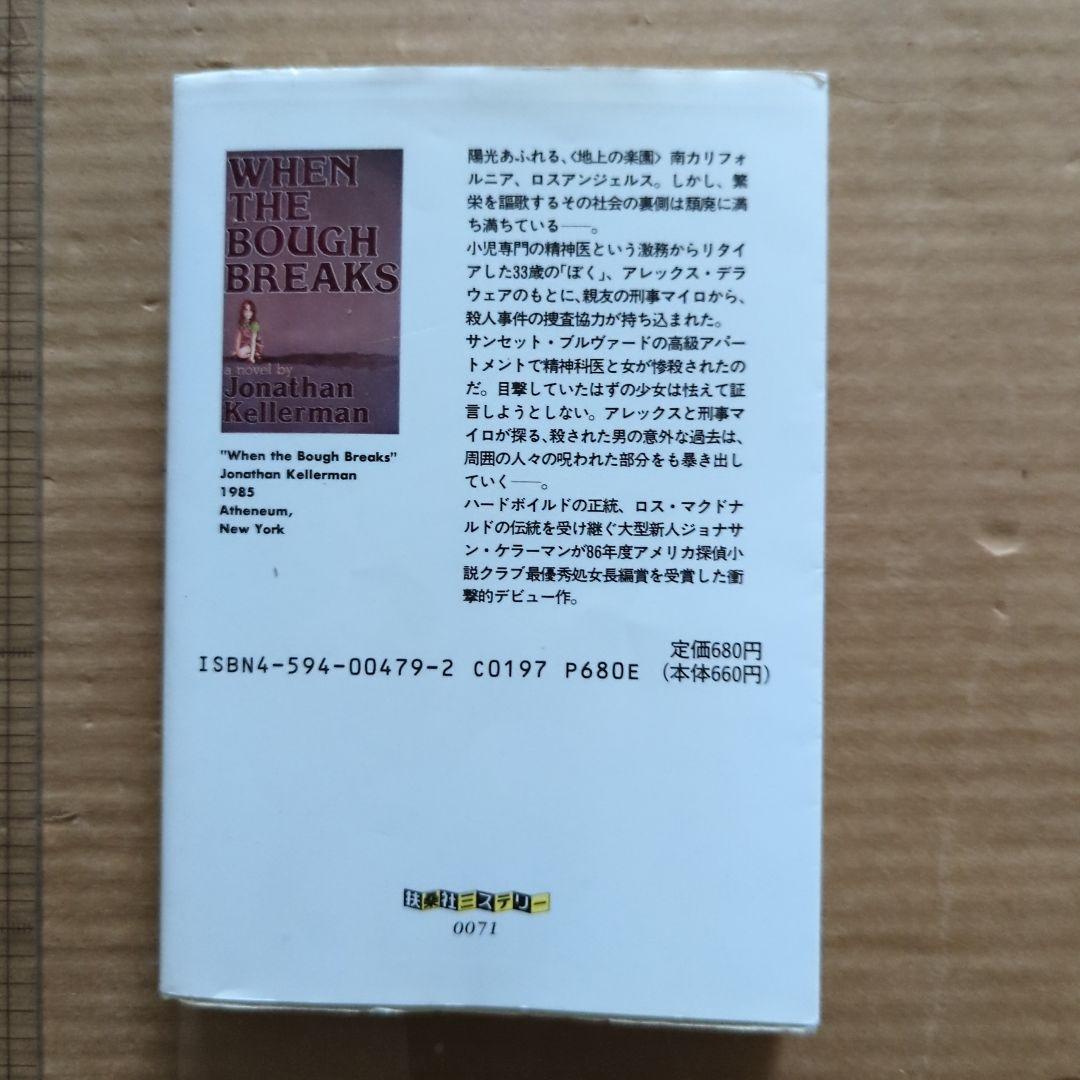 WHEN
THE
BOUGH
BREAKS
a novel by
Jonathan
Kellerman
"When the Bough Breaks"
Jonathan Kellerman
1985
Atheneum,
New York
陽光あふれる、〈地上の楽園〉南カリフォ
ルニア、ロスアンジェルス。しかし、繁
栄を謳歌するその社会の裏側は頽廃に満
ち満ちている――。
小児専門の精神医という激務からリタイ
アした33歳の「ぼく」、アレックス・デラ
ウェアのもとに、親友の刑事マイロから、
殺人事件の捜査協力が持ち込まれた。
サンセット・ブルヴァードの高級アパー
トメントで精神科医と女が惨殺されたの
だ。目撃していたはずの少女は怯えて証
言しようとしない。アレックスと刑事マ
イロが探る、殺された男の意外な過去は、
周囲の人々の呪われた部分をも暴き出し
ていく――。
ハードボイルドの正統、ロス・マクドナ
ルドの伝統を受け継ぐ大型新人ジョナサ
ン・ケラーマンが'86年度アメリカ探偵小
説クラブ最優秀処女長編賞を受賞した衝
撃的デビュー作。
定価680円
ISBN4-594-00479-2 C0197 P680E (本体660円)
扶桑社ミステリー
0071